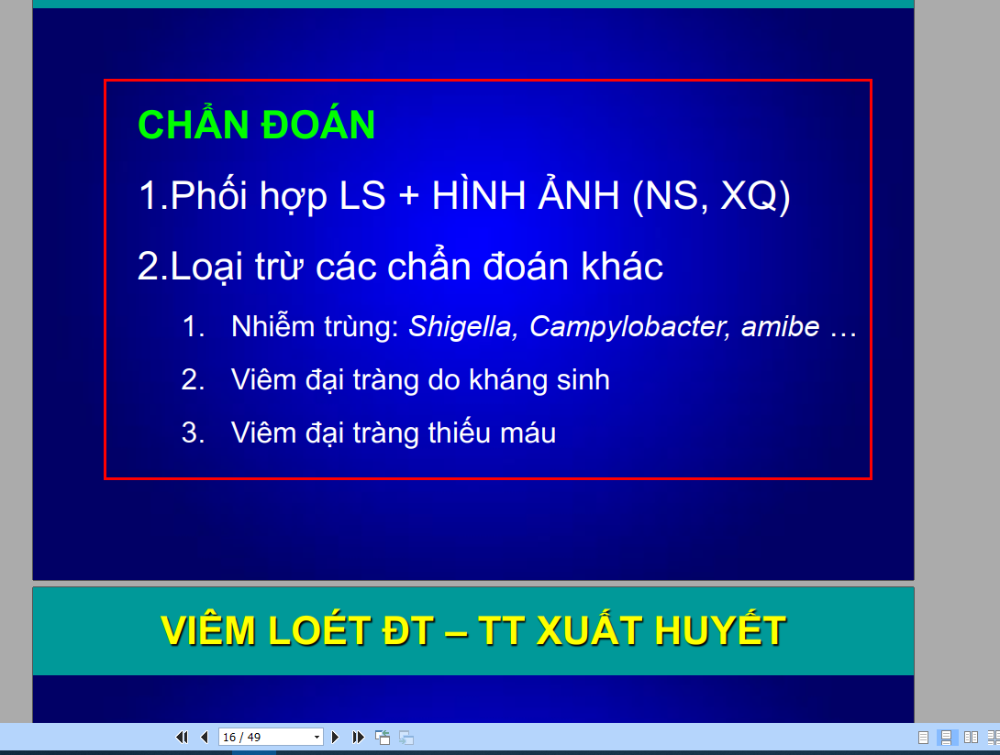 CHẨN ĐOÁN
1.Phối hợp LS + HÌNH ẢNH (NS, XQ)
2.Loại trừ các chẩn đoán khác
1. Nhiễm trùng: Shigella, Campylobacter, amibe …
2. Viêm đại tràng do kháng sinh
3. Viêm đại tràng thiếu máu
VIÊM LOÉT ĐT – TT XUẤT HUYẾT
16 / 49